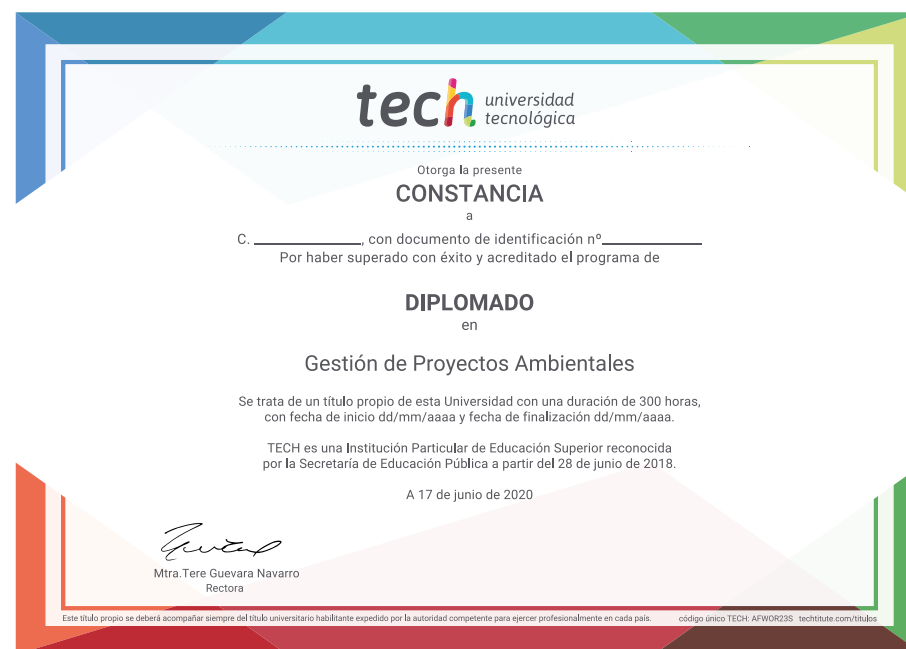 tech universidad
tecnológica
Otorga la presente
CONSTANCIA
a
C. ____________, con documento de identificación nº____________
Por haber superado con éxito y acreditado el programa de
DIPLOMADO
en
Gestión de Proyectos Ambientales
Se trata de un título propio de esta Universidad con una duración de 300 horas,
con fecha de inicio dd/mm/aaaa y fecha de finalización dd/mm/aaaa.
TECH es una Institución Particular de Educación Superior reconocida
por la Secretaría de Educación Pública a partir del 28 de junio de 2018.
A 17 de junio de 2020
Mtra.Tere Guevara Navarro
Rectora
Este título propio se deberá acompañar siempre del título universitario habilitante expedido por la autoridad competente para ejercer profesionalmente en cada país. código único TECH: AFWOR23S techtitute.com/titulos